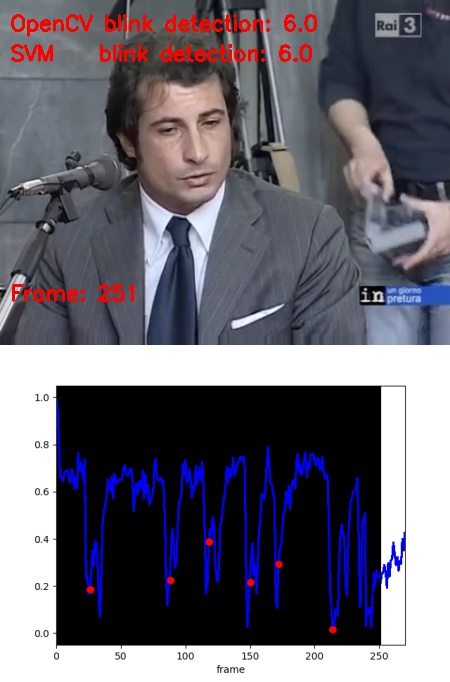 OpenCV blink detection: 6.0
Rai 3
SVM blink detection: 6.0
Frame: 251
in un giorno
pretura
1.0
0.8
0.6
0.4
0.2
0.0
0 50 100 150 200 250
frame